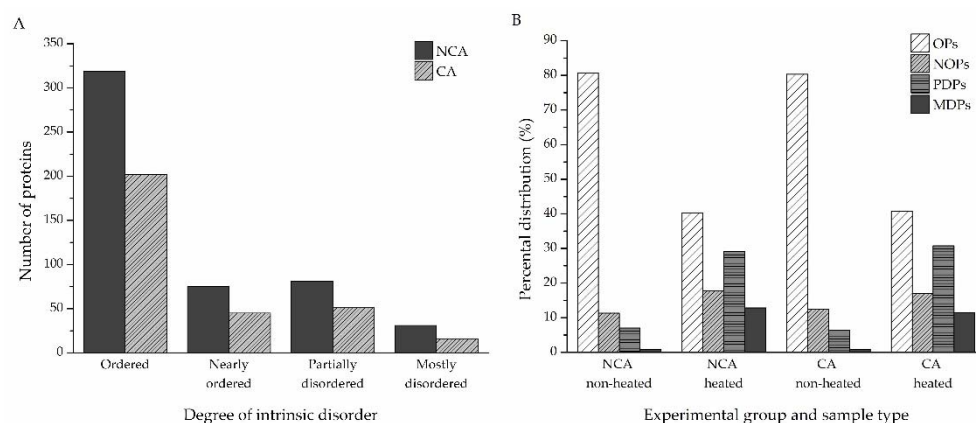 A
NCA
CA
350
300
250
200
150
100
50
0
Number of proteins
Ordered
Nearly
ordered
Partially
disordered
Mostly
disordered
Degree of intrinsic disorder
B
OPs
NOPs
PDPs
MDPs
90
80
70
60
50
40
30
20
10
0
Percental distribution (%)
NCA
non-heated
NCA
heated
CA
non-heated
CA
heated
Experimental group and sample type